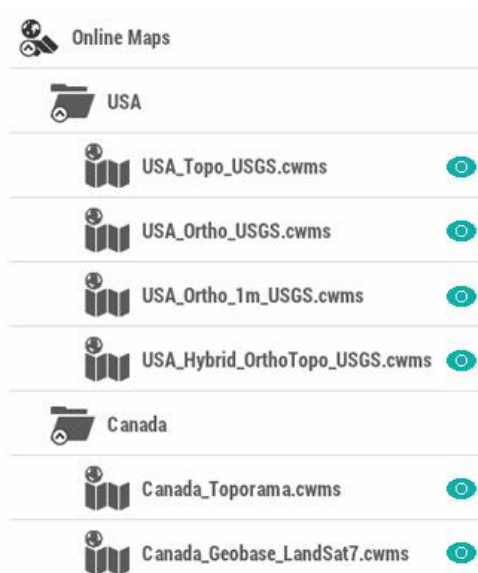 Online Maps
USA
USA_Topo_USGS.cwms
USA_Ortho_USGS.cwms
USA_Ortho_1m_USGS.cwms
USA_Hybrid_OrthoTopo_USGS.cwms
Canada
Canada_Toporama.cwms
Canada_Geobase_LandSat7.cwms